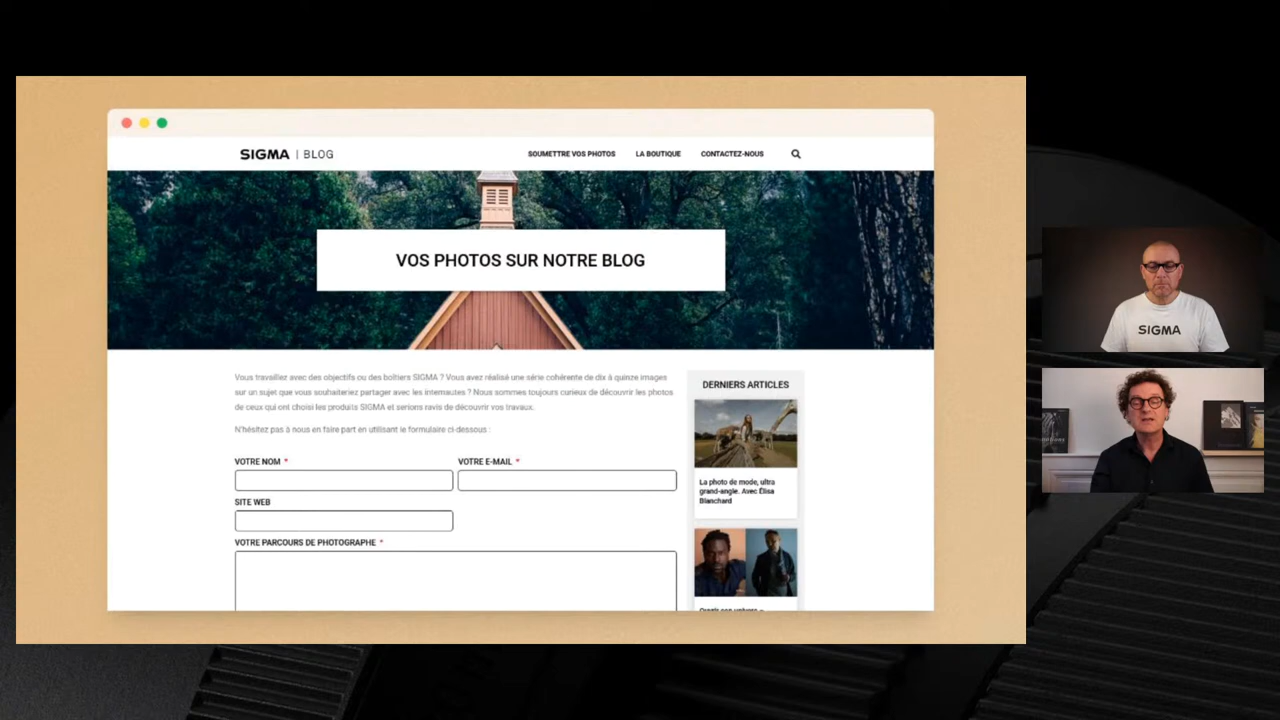 SIGMA | BLOG
SOUMETTRE VOS PHOTOS
LA BOUTIQUE
CONTACTEZ-NOUS
VOS PHOTOS SUR NOTRE BLOG
Vous travaillez avec des objectifs ou des boîtiers SIGMA ? Vous avez réalisé une série cohérente de dix à quinze images
sur un sujet que vous souhaiteriez partager avec les internautes ? Nous sommes toujours curieux de découvrir les photos
de ceux qui ont choisi les produits SIGMA et serions ravis de découvrir vos travaux.
N'hésitez pas à nous en faire part en utilisant le formulaire ci-dessous :
VOTRE NOM *
VOTRE E-MAIL *
SITE WEB
VOTRE PARCOURS DE PHOTOGRAPHE *
DERNIERS ARTICLES
La photo de mode, ultra
grand-angle. Avec Élisa
Blanchard
SIGMA